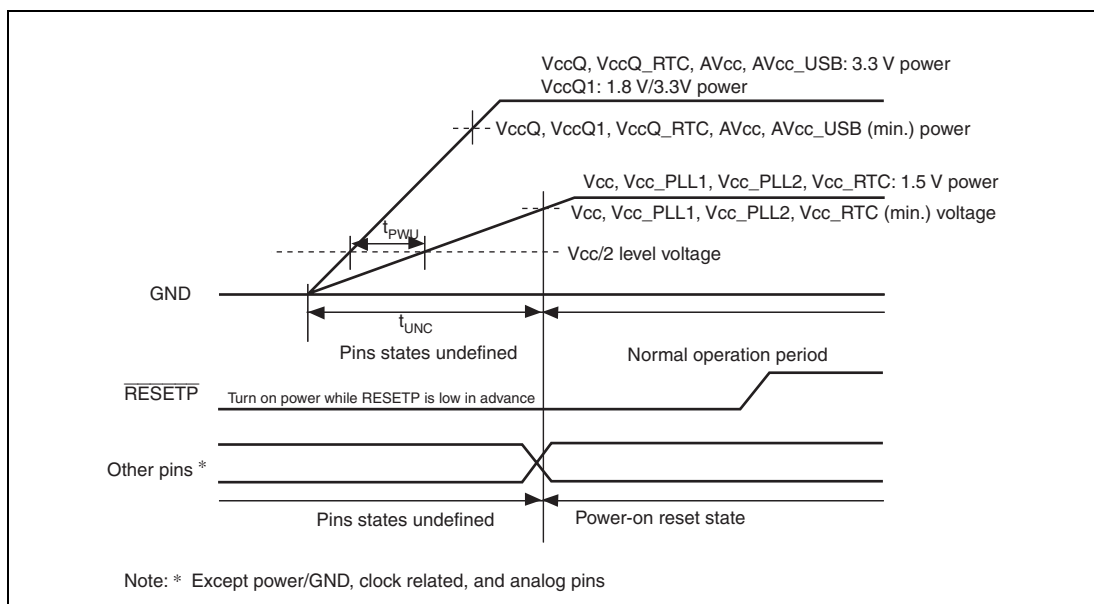 VccQ, VccQ_RTC, AVcc, AVcc_USB: 3.3 V power
VccQ1: 1.8 V/3.3V power
VccQ, VccQ1, VccQ_RTC, AVcc, AVcc_USB (min.) power
Vcc, Vcc_PLL1, Vcc_PLL2, Vcc_RTC: 1.5 V power
Vcc, Vcc_PLL1, Vcc_PLL2, Vcc_RTC (min.) voltage
tPWU
Vcc/2 level voltage
GND
tUNC
Pins states undefined
Normal operation period
RESETP
Turn on power while RESETP is low in advance
Other pins *
Pins states undefined
Power-on reset state
Note: * Except power/GND, clock related, and analog pins